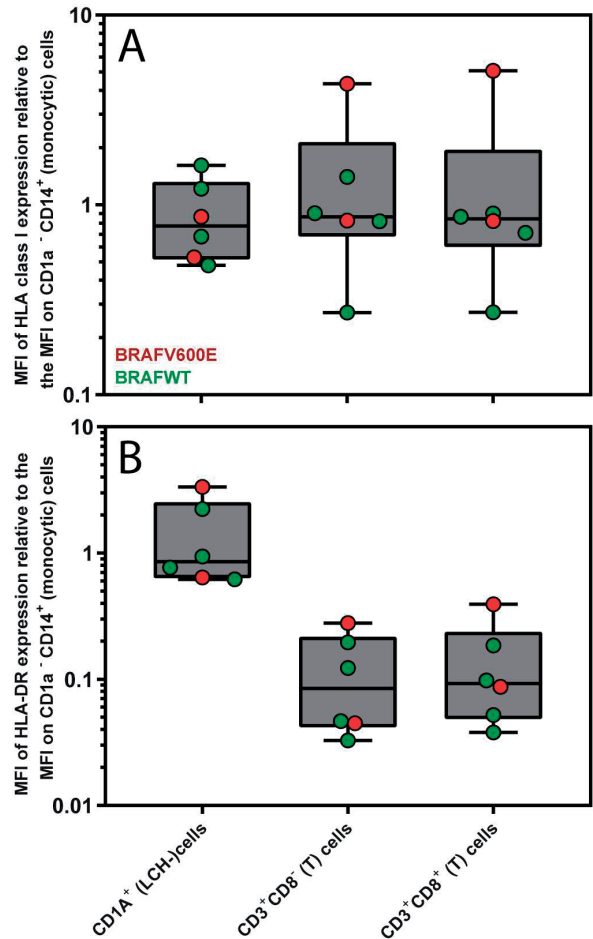 A
MFI of HLA class I expression relative to
the MFI on CD1a⁻ CD14⁺ (monocytic) cells
10
1
0.1
BRAFV600E
BRAFWT
B
MFI of HLA-DR expression relative to the
MFI on CD1a⁻ CD14⁺ (monocytic) cells
10
1
0.1
0.01
CD1A⁺ (LCH-)cells
CD3⁺CD8⁻ (T) cells
CD3⁺CD8⁺ (T) cells